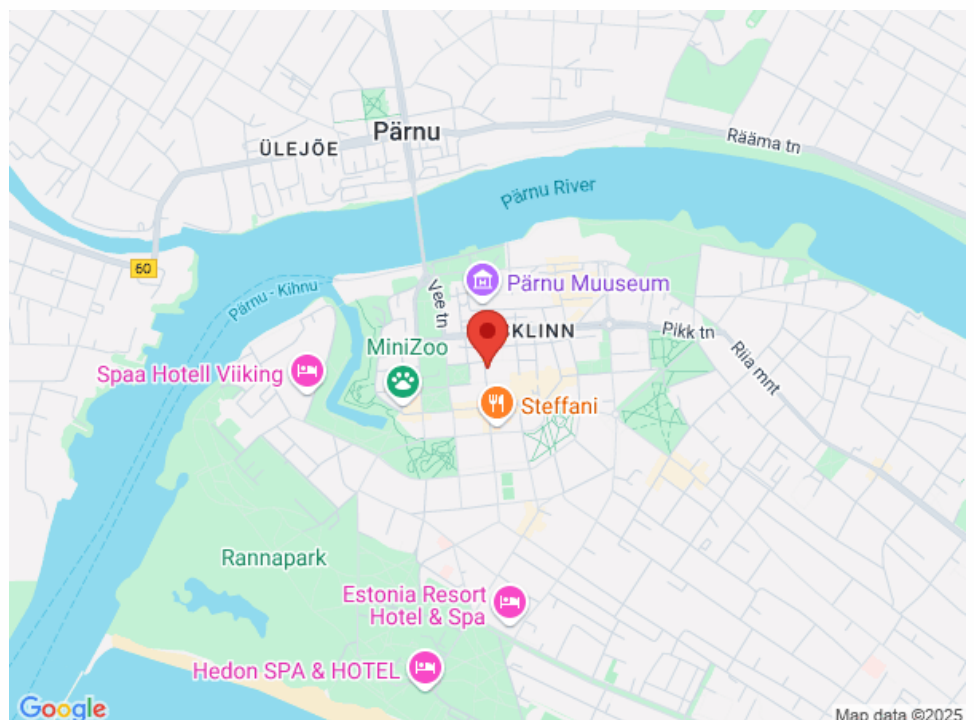 Pärnu
ÜLEJÕE
Rääma tn
Pärnu River
60
Pärnu - Kihnu
Vee tn
Pärnu Muuseum
KLINN
Pikk tn
Riia mnt
MiniZoo
Spaa Hotell Viiking
Steffani
Rannapark
Estonia Resort
Hotel & Spa
Hedon SPA & HOTEL
Google
Map data ©2025